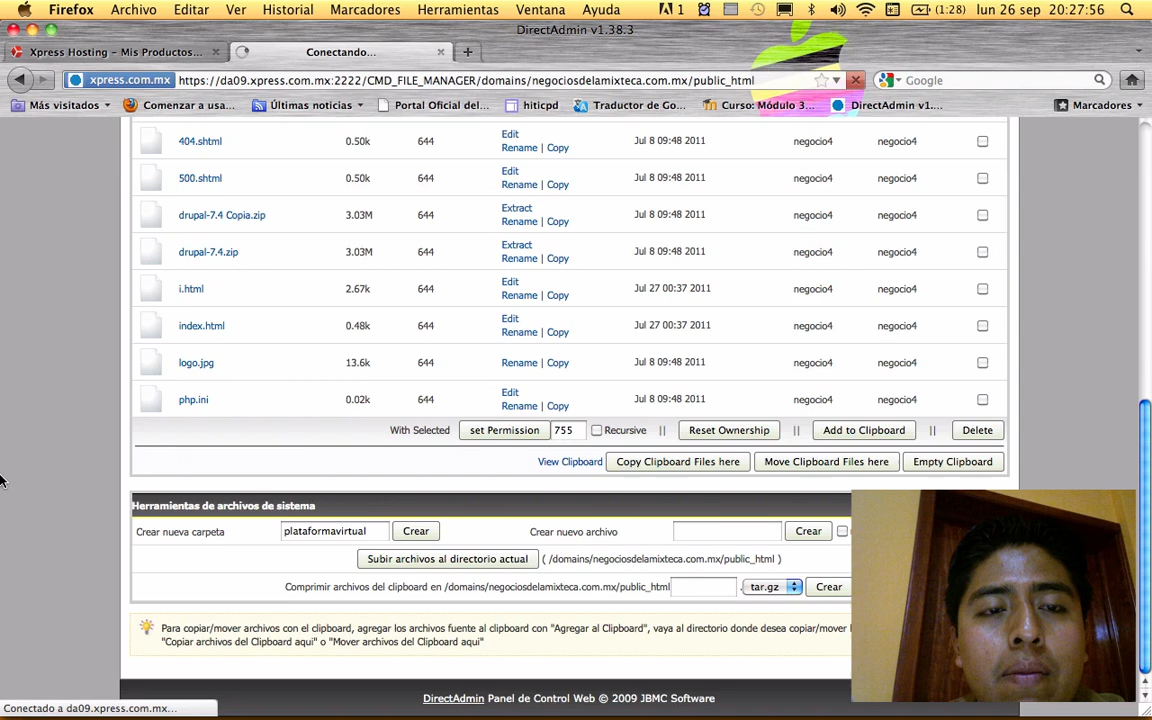 Firefox Archivo Editar Ver Historial Marcadores Herramientas Ventana Ayuda 1 (1:28) lun 26 sep 20:27:56
DirectAdmin v1.38.3
Xpress Hosting - Mis Productos... Conectando...
xpress.com.mx https://da09.xpress.com.mx:2222/CMD_FILE_MANAGER/domains/negociosdelamixteca.com.mx/public_html Google
Más visitados Comenzar a usa... Últimas noticias Portal Oficial del... hiticpd Traductor de Go... Curso: Módulo 3... DirectAdmin v1.... Marcadores
404.shtml 0.50k 644 Edit Rename | Copy Jul 8 09:48 2011 negocio4 negocio4
500.shtml 0.50k 644 Edit Rename | Copy Jul 8 09:48 2011 negocio4 negocio4
drupal-7.4 Copia.zip 3.03M 644 Extract Rename | Copy Jul 8 09:48 2011 negocio4 negocio4
drupal-7.4.zip 3.03M 644 Extract Rename | Copy Jul 8 09:48 2011 negocio4 negocio4
i.html 2.67k 644 Edit Rename | Copy Jul 27 00:37 2011 negocio4 negocio4
index.html 0.48k 644 Edit Rename | Copy Jul 27 00:37 2011 negocio4 negocio4
logo.jpg 13.6k 644 Rename | Copy Jul 8 09:48 2011 negocio4 negocio4
php.ini 0.02k 644 Edit Rename | Copy Jul 8 09:48 2011 negocio4 negocio4
With Selected set Permission 755 Recursive || Reset Ownership || Add to Clipboard || Delete
View Clipboard Copy Clipboard Files here Move Clipboard Files here Empty Clipboard
Herramientas de archivos de sistema
Crear nueva carpeta plataformavirtual Crear Crear nuevo archivo Crear
Subir archivos al directorio actual ( /domains/negociosdelamixteca.com.mx/public_html )
Comprimir archivos del clipboard en /domains/negociosdelamixteca.com.mx/public_html .tar.gz Crear
Para copiar/mover archivos con el clipboard, agregar los archivos fuente al clipboard con "Agregar al Clipboard", vaya al directorio donde desea copiar/mover l
"Copiar archivos del Clipboard aqui" o "Mover archivos del Clipboard aqui"
DirectAdmin Panel de Control Web © 2009 JBMC Software
Conectado a da09.xpress.com.mx...